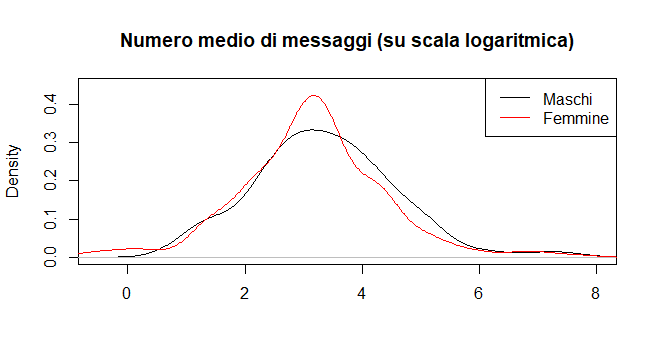 Numero medio di messaggi (su scala logaritmica)
Maschi
Femmine
Density
0.4
0.3
0.2
0.1
0.0
0 2 4 6 8